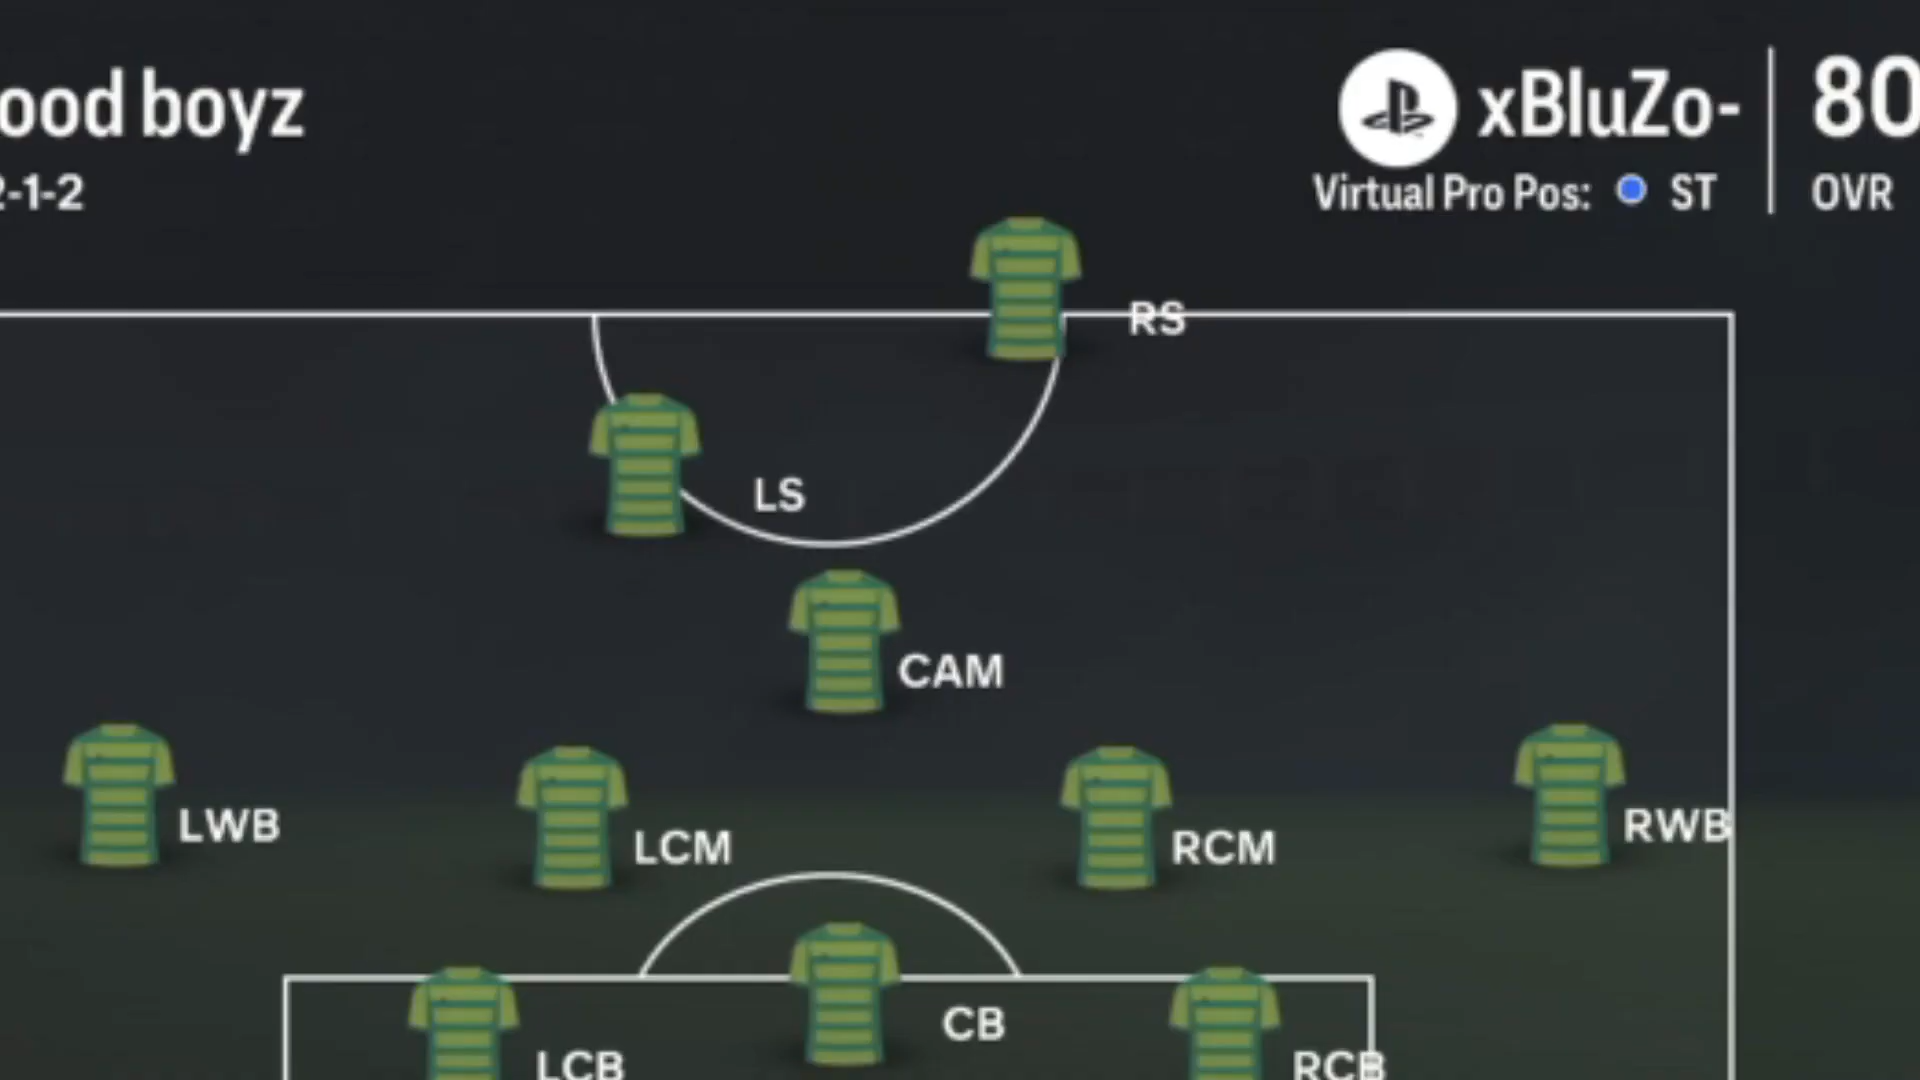 ood boyz
2-1-2
xBluZo-
80
Virtual Pro Pos: ST
OVR
RS
LS
CAM
LWB
LCM
RCM
RWB
CB
LCB
RCB